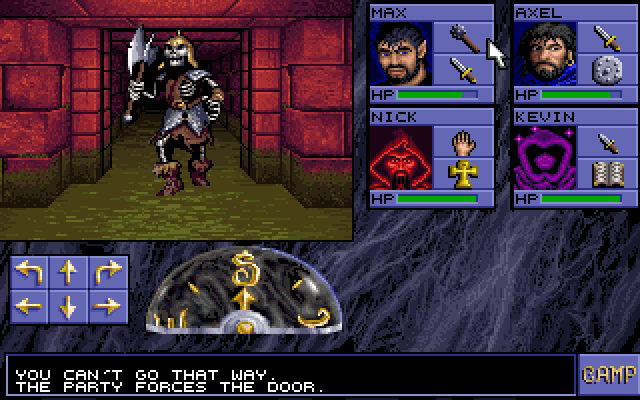 MAX
AXEL
HP
HP
NICK
KEVIN
HP
HP
S
W
E
YOU CAN'T GO THAT WAY.
THE PARTY FORCES THE DOOR.
CAMP